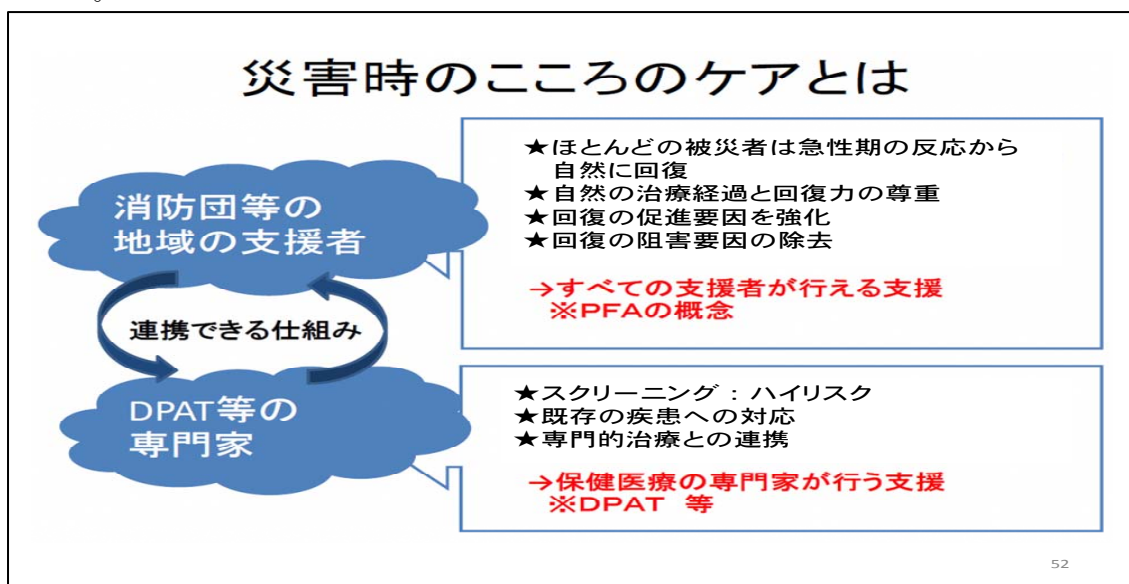 。
災害時のこころのケアとは
消防団等の
地域の支援者
★ほとんどの被災者は急性期の反応から
自然に回復
★自然の治療経過と回復力の尊重
★回復の促進要因を強化
★回復の阻害要因の除去
→すべての支援者が行える支援
※PFAの概念
連携できる仕組み
DPAT等の
専門家
★スクリーニング：ハイリスク
★既存の疾患への対応
★専門的治療との連携
→保健医療の専門家が行う支援
※DPAT 等
52